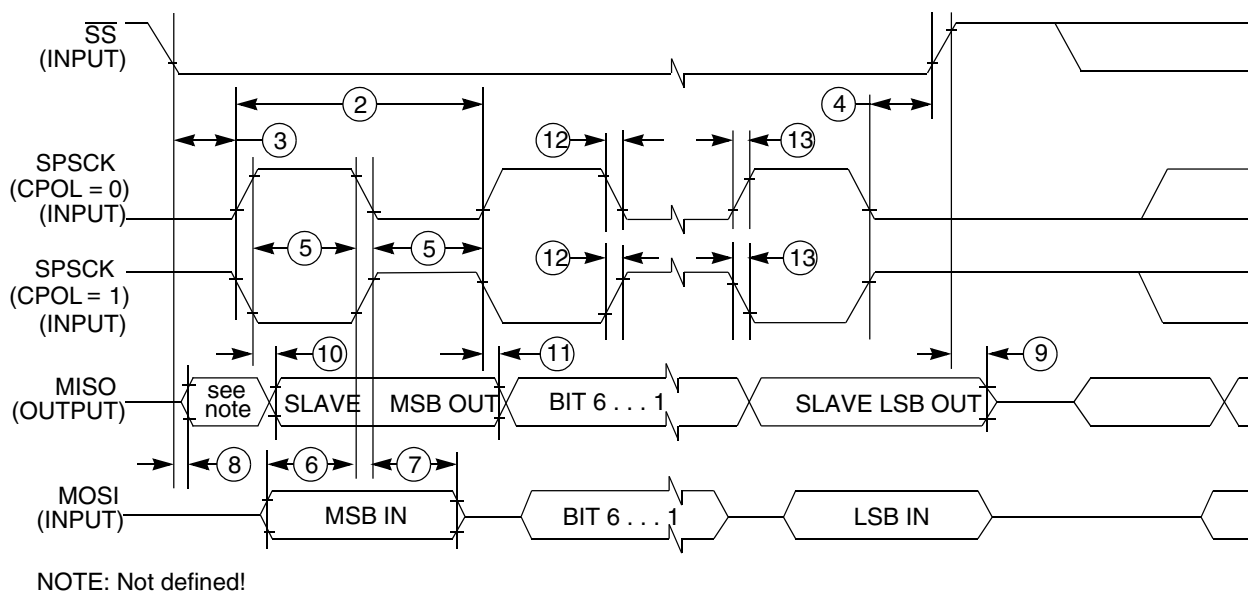 SS
(INPUT)
2
4
3
12
13
SPSCK
(CPOL = 0)
(INPUT)
5
5
SPSCK
(CPOL = 1)
(INPUT)
12
13
10
11
9
MISO
(OUTPUT)
see
note
SLAVE
MSB OUT
BIT 6 . . . 1
SLAVE LSB OUT
8
6
7
MOSI
(INPUT)
MSB IN
BIT 6 . . . 1
LSB IN
NOTE: Not defined!